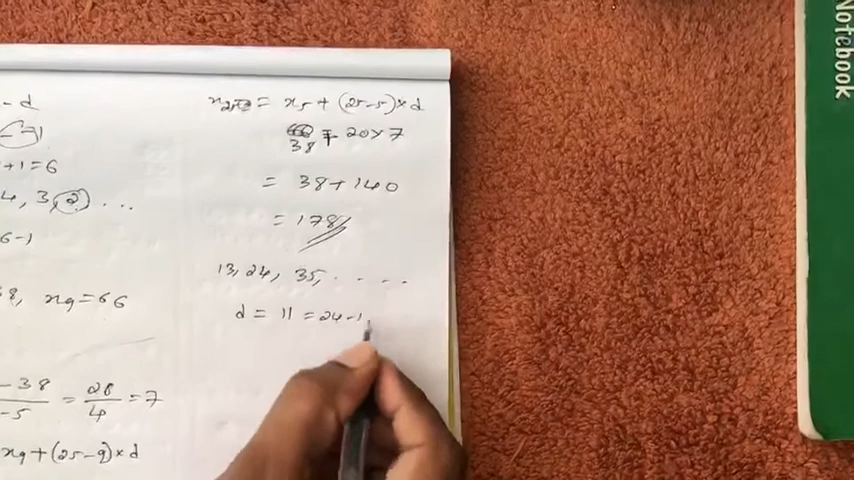 - d
+1=6
4, 3, 2, ...
6-1
8, x9=66
-38/-5 = 28/4 = 7
x9+(25-9)×d
x25 = x5+(25-5)×d
38 + 20×7
= 38+140
= 178
13, 24, 35, .....
d = 11 = 24-1
Notebook